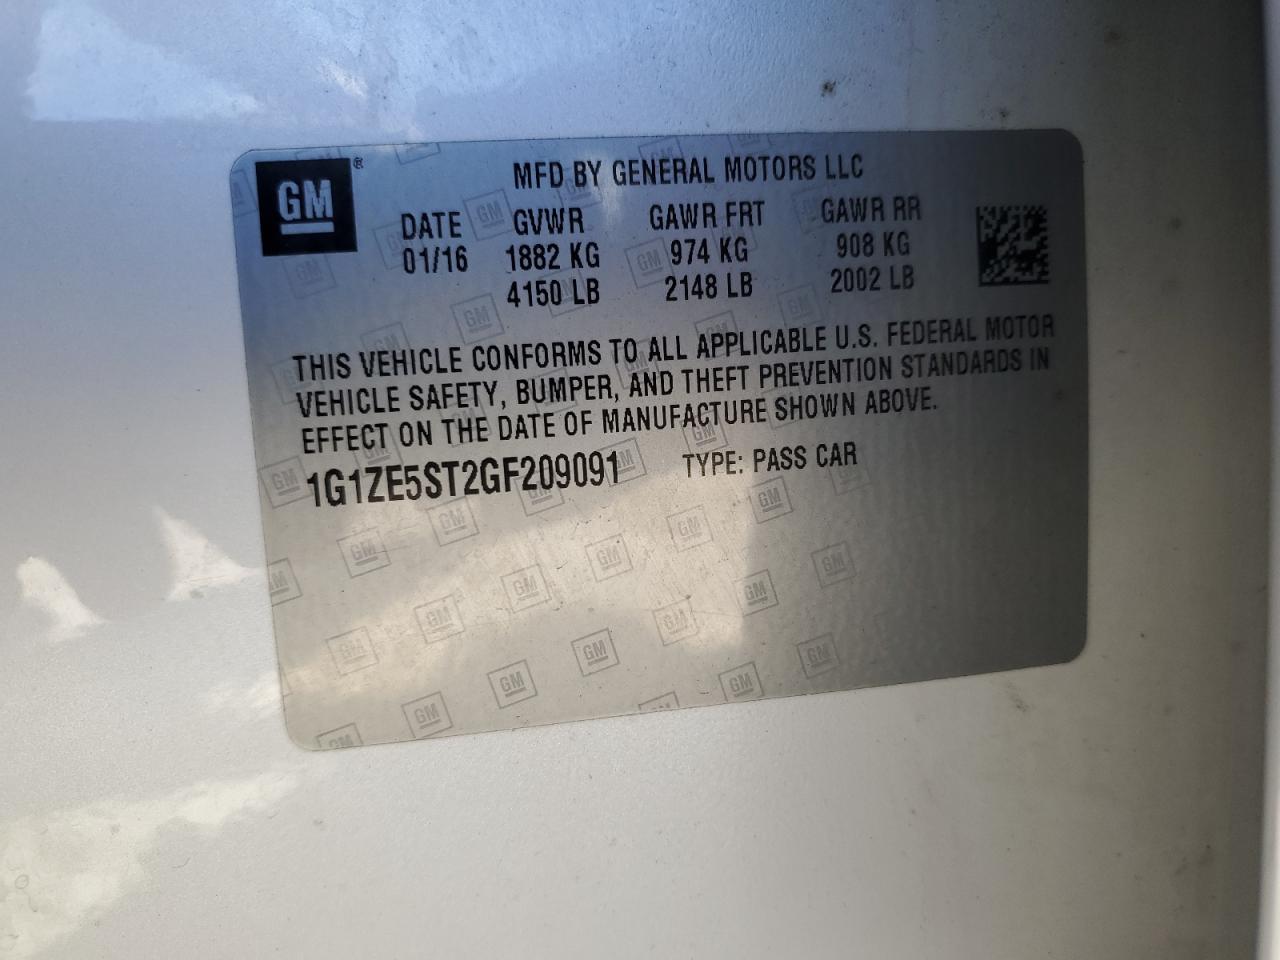 GM ®
MFD BY GENERAL MOTORS LLC
DATE GVWR GAWR FRT GAWR RR
01/16 1882 KG 974 KG 908 KG
4150 LB 2148 LB 2002 LB
THIS VEHICLE CONFORMS TO ALL APPLICABLE U.S. FEDERAL MOTOR
VEHICLE SAFETY, BUMPER, AND THEFT PREVENTION STANDARDS IN
EFFECT ON THE DATE OF MANUFACTURE SHOWN ABOVE.
1G1ZE5ST2GF209091 TYPE: PASS CAR